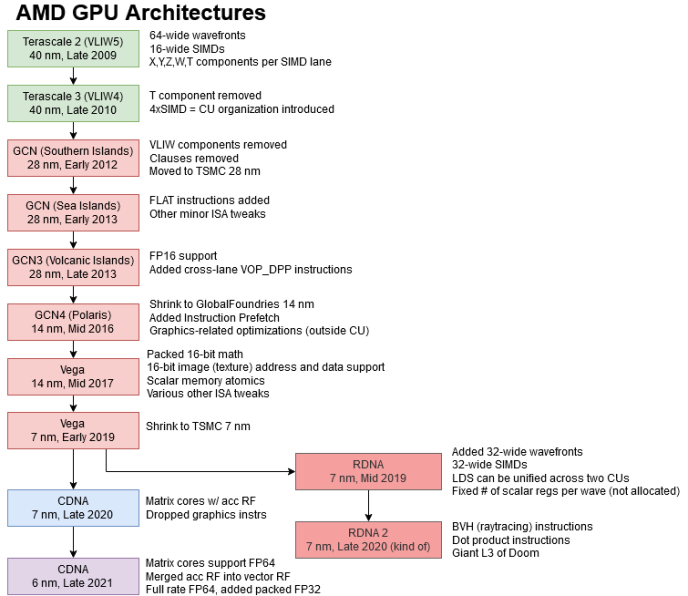 AMD GPU Architectures
Terascale 2 (VLIW5)
40 nm, Late 2009
64-wide wavefronts
16-wide SIMDs
X,Y,Z,W,T components per SIMD lane
Terascale 3 (VLIW4)
40 nm, Late 2010
T component removed
4xSIMD = CU organization introduced
GCN (Southern Islands)
28 nm, Early 2012
VLIW components removed
Clauses removed
Moved to TSMC 28 nm
GCN (Sea Islands)
28 nm, Early 2013
FLAT instructions added
Other minor ISA tweaks
GCN3 (Volcanic Islands)
28 nm, Late 2013
FP16 support
Added cross-lane VOP_DPP instructions
GCN4 (Polaris)
14 nm, Mid 2016
Shrink to GlobalFoundries 14 nm
Added Instruction Prefetch
Graphics-related optimizations (outside CU)
Vega
14 nm, Mid 2017
Packed 16-bit math
16-bit image (texture) address and data support
Scalar memory atomics
Various other ISA tweaks
Vega
7 nm, Early 2019
Shrink to TSMC 7 nm
RDNA
7 nm, Mid 2019
Added 32-wide wavefronts
32-wide SIMDs
LDS can be unified across two CUs
Fixed # of scalar regs per wave (not allocated)
CDNA
7 nm, Late 2020
Matrix cores w/ acc RF
Dropped graphics instrs
RDNA 2
7 nm, Late 2020 (kind of)
BVH (raytracing) instructions
Dot product instructions
Giant L3 of Doom
CDNA
6 nm, Late 2021
Matrix cores support FP64
Merged acc RF into vector RF
Full rate FP64, added packed FP32